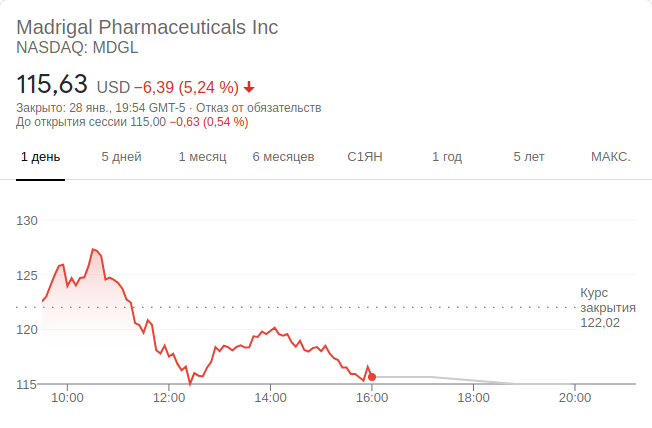 Madrigal Pharmaceuticals Inc
NASDAQ: MDGL
115,63 USD −6,39 (5,24 %)
Закрыто: 28 янв., 19:54 GMT-5 · Отказ от обязательств
До открытия сессии 115,00 −0,63 (0,54 %)
1 день 5 дней 1 месяц 6 месяцев С1ЯН 1 год 5 лет МАКС.
130
125
Курс
закрытия
122,02
120
115
10:00 12:00 14:00 16:00 18:00 20:00